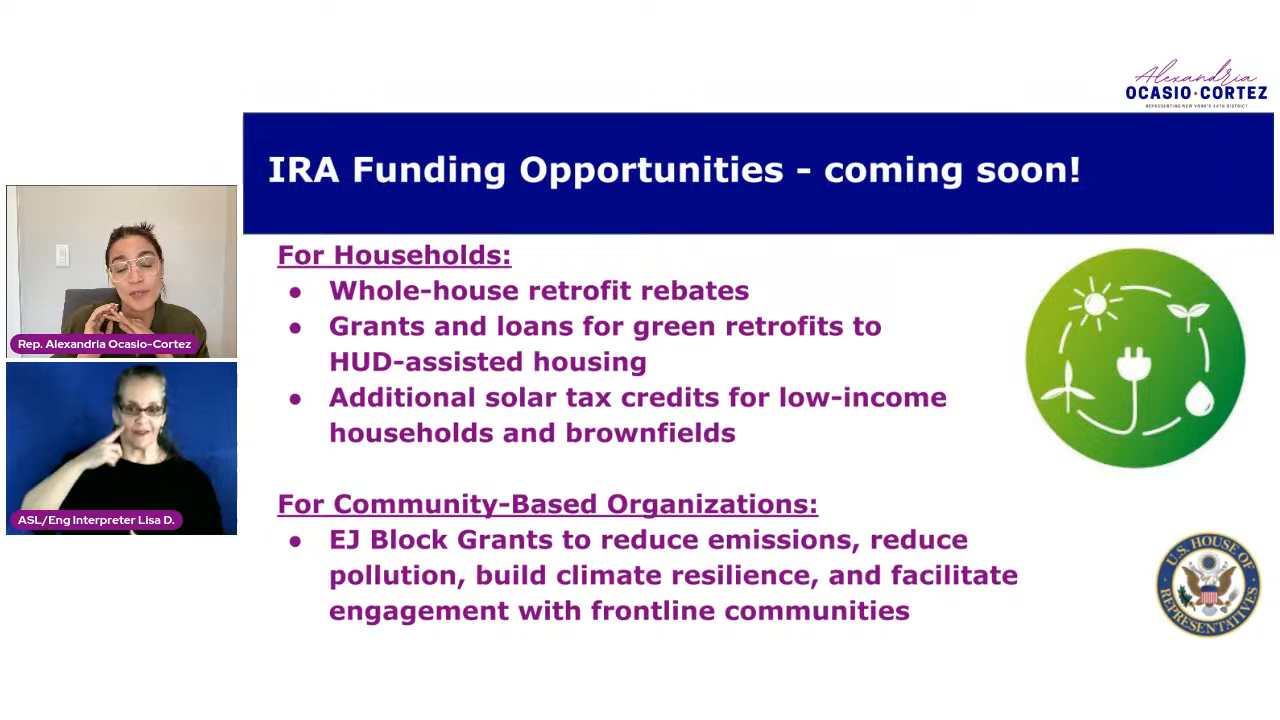 Alexandria
OCASIO-CORTEZ
REPRESENTING NEW YORK'S 14TH DISTRICT
IRA Funding Opportunities - coming soon!
For Households:
● Whole-house retrofit rebates
● Grants and loans for green retrofits to
HUD-assisted housing
● Additional solar tax credits for low-income
households and brownfields
For Community-Based Organizations:
● EJ Block Grants to reduce emissions, reduce
pollution, build climate resilience, and facilitate
engagement with frontline communities
Rep. Alexandria Ocasio-Cortez
ASL/Eng Interpreter Lisa D.
U.S. HOUSE OF
REPRESENTATIVES